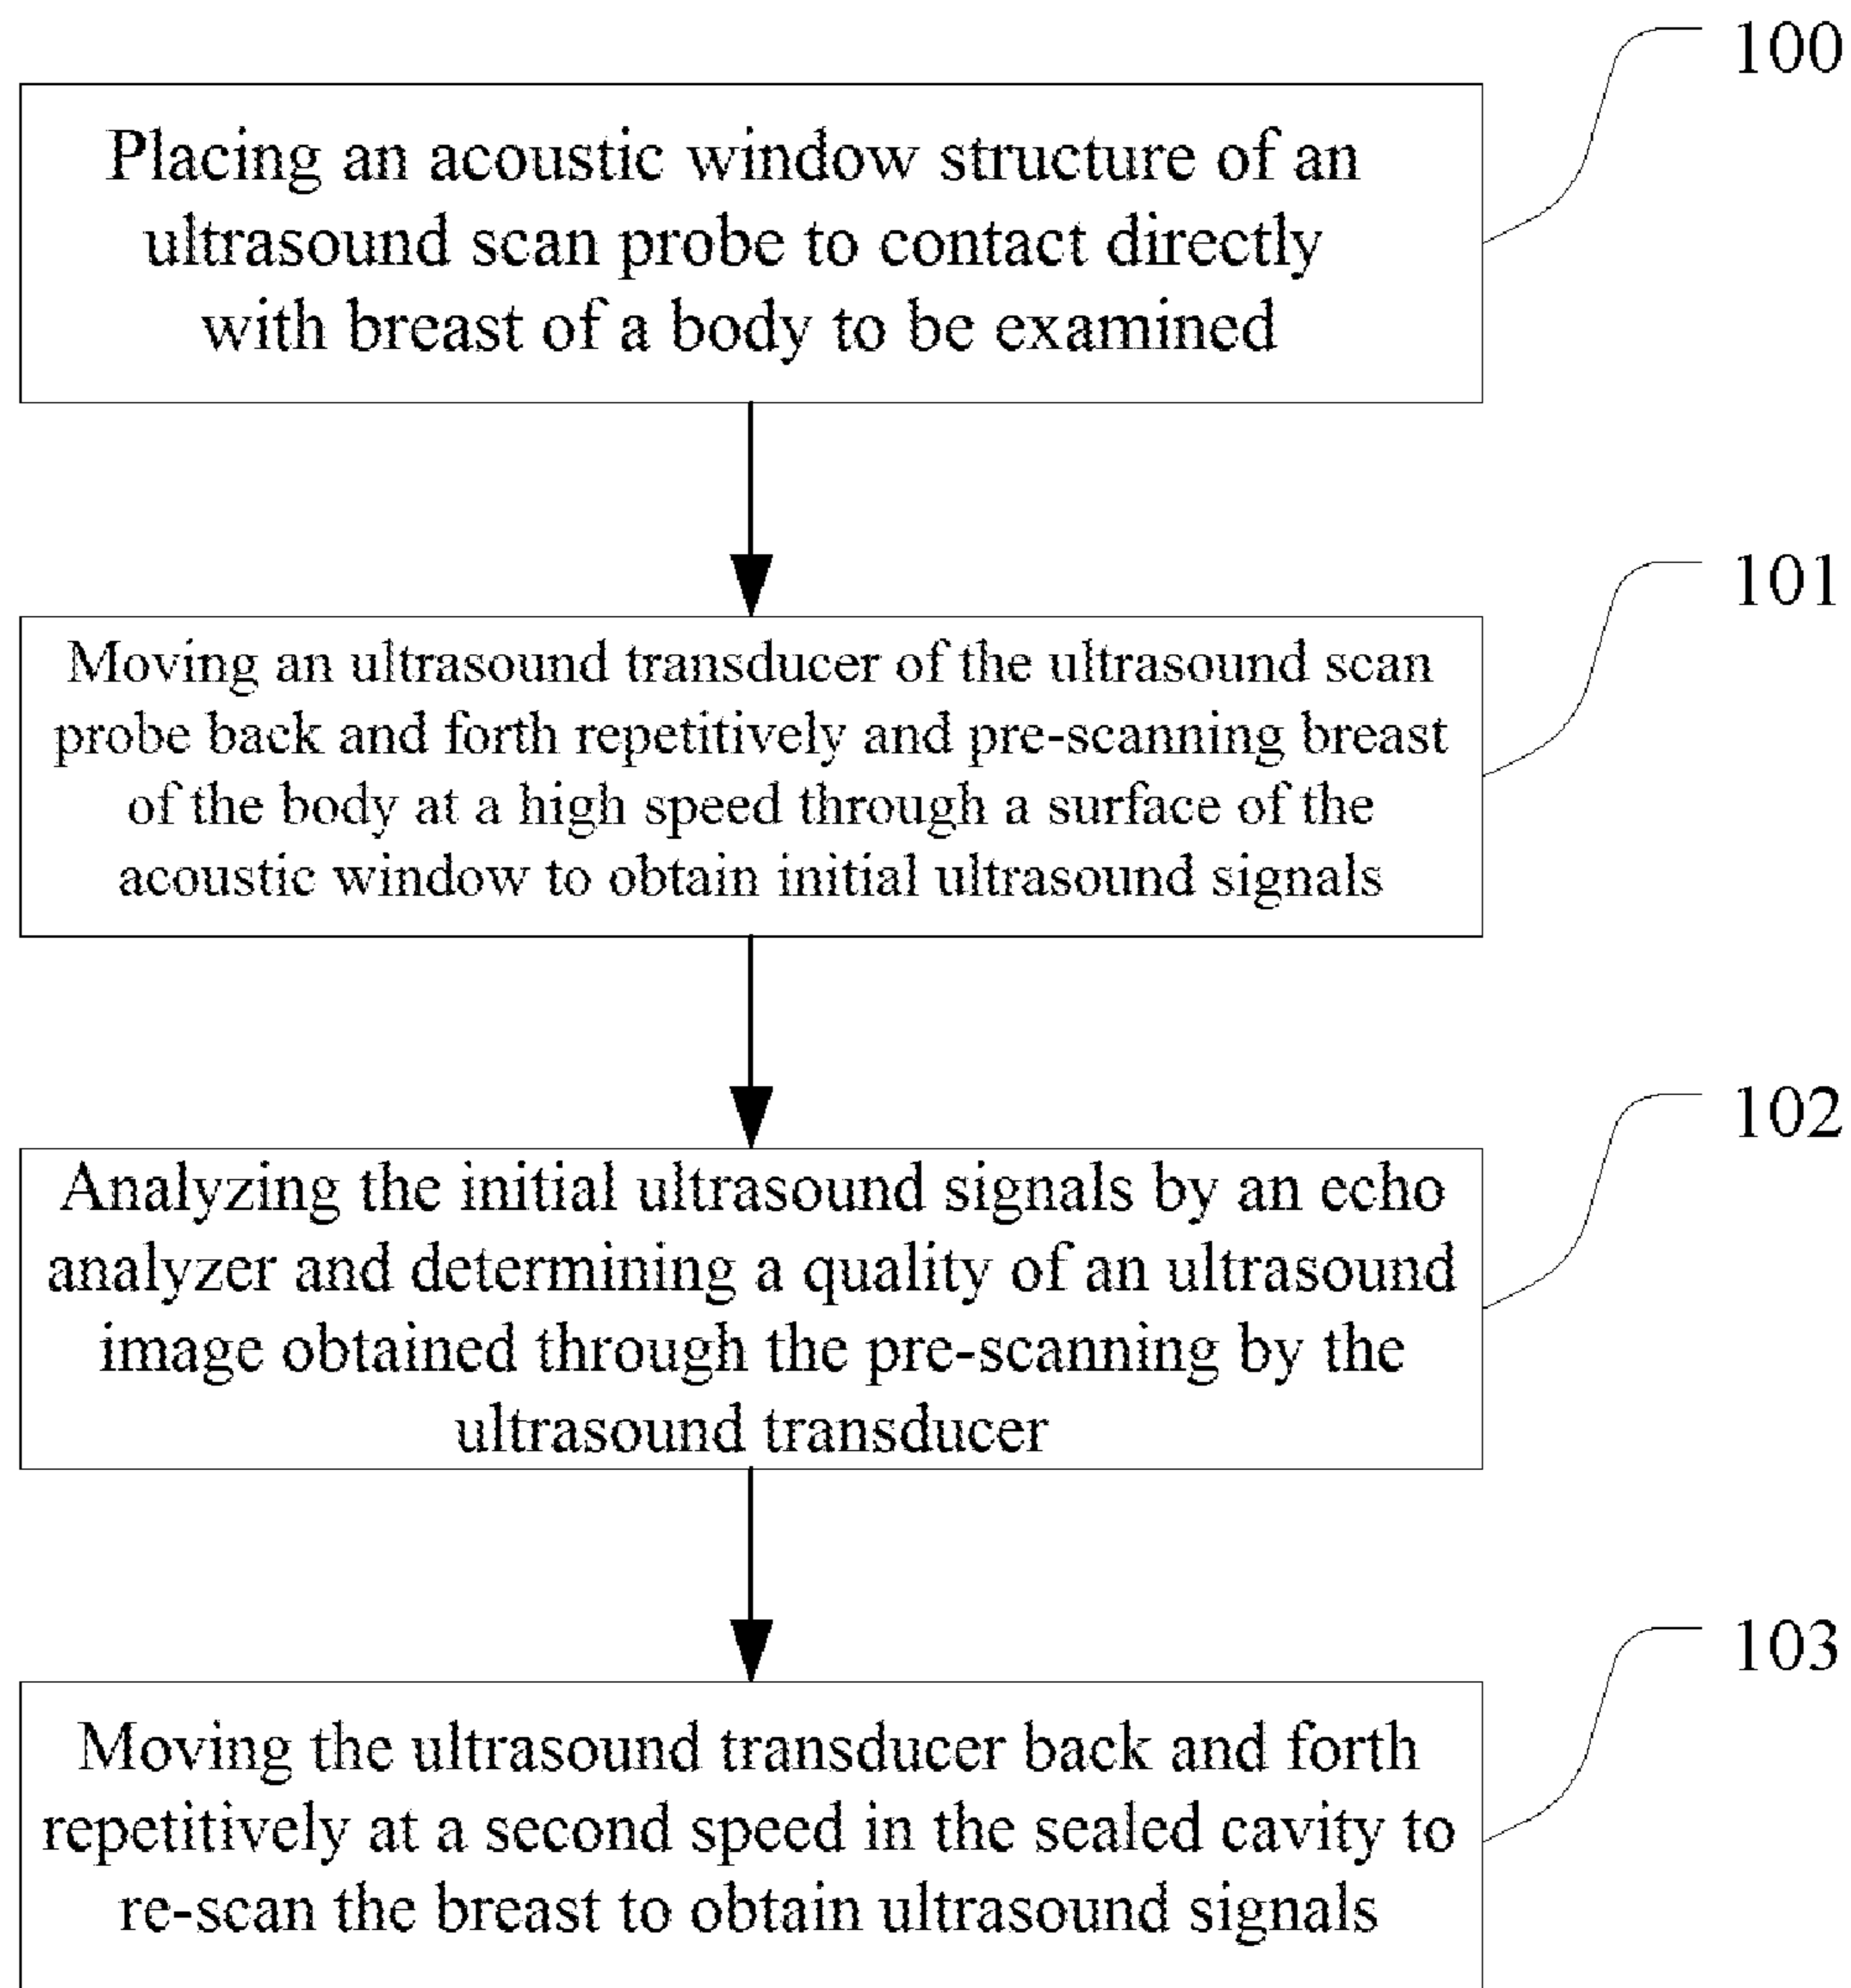 100
Placing an acoustic window structure of an
ultrasound scan probe to contact directly
with breast of a body to be examined
101
Moving an ultrasound transducer of the ultrasound scan
probe back and forth repetitively and pre-scanning breast
of the body at a high speed through a surface of the
acoustic window to obtain initial ultrasound signals
102
Analyzing the initial ultrasound signals by an echo
analyzer and determining a quality of an ultrasound
image obtained through the pre-scanning by the
ultrasound transducer
103
Moving the ultrasound transducer back and forth
repetitively at a second speed in the sealed cavity to
re-scan the breast to obtain ultrasound signals